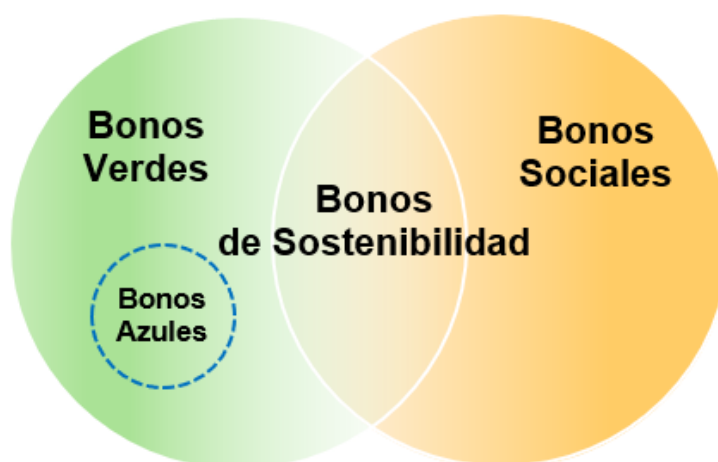 Bonos
Verdes
Bonos
Sociales
Bonos
de Sostenibilidad
Bonos
Azules